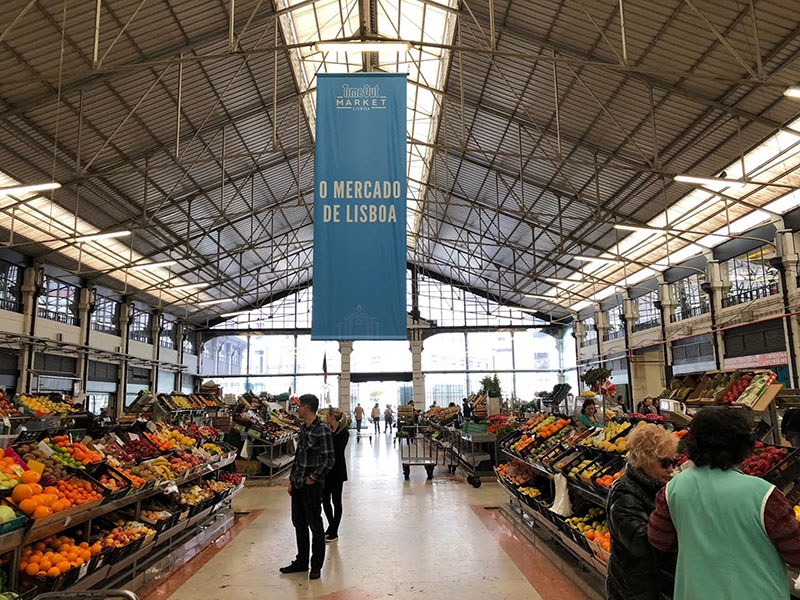 TimeOut
MARKET
LISBOA
O MERCADO
DE LISBOA